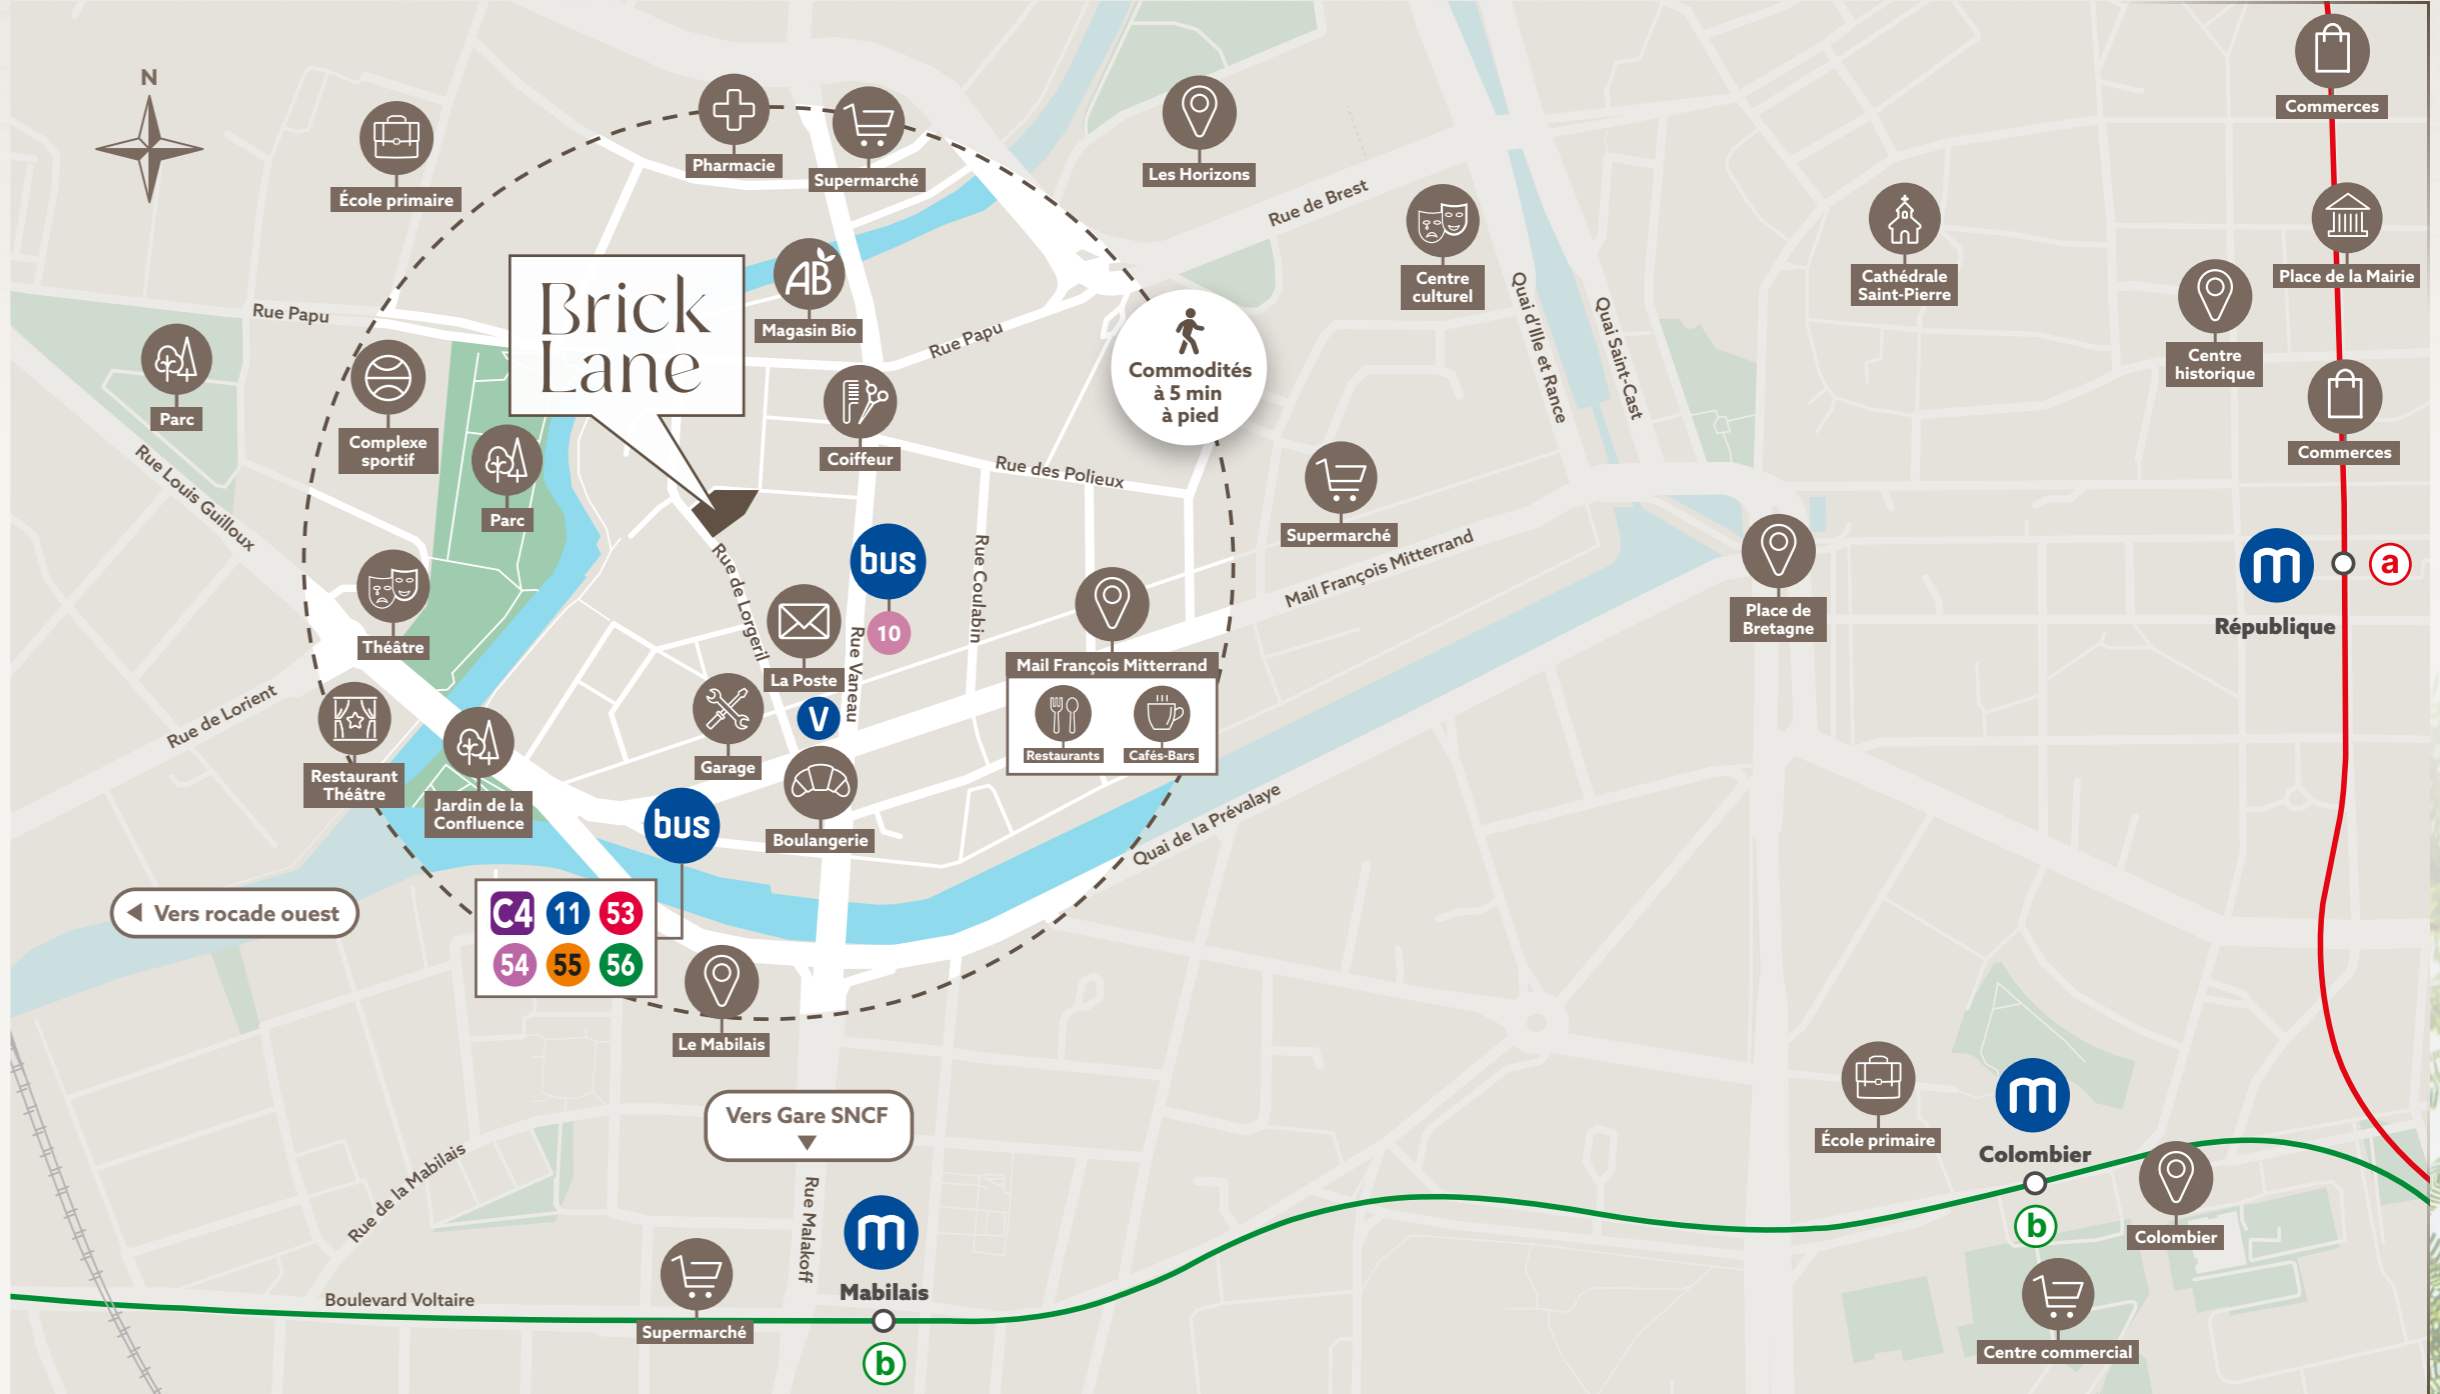 N
École primaire
Pharmacie
Supermarché
Les Horizons
Rue de Brest
Centre
culturel
Cathédrale
Saint-Pierre
Commerces
Place de la Mairie
Centre
historique
Commerces
Rue Papu
Brick
Lane
AB
Magasin Bio
Rue Papu
Commodités
à 5 min
à pied
Quai d'Ille et Rance
Quai Saint-Cast
Parc
Complexe
sportif
Parc
Coiffeur
Rue des Polieux
Supermarché
Rue Louis Guilloux
Rue de Lorgeril
bus
10
Rue Coulabin
Mail François Mitterrand
Place de
Bretagne
m
République
a
Théâtre
La Poste
Rue Vaneau
V
Mail François Mitterrand
Restaurants
Cafés-Bars
Rue de Lorient
Restaurant
Théâtre
Jardin de la
Confluence
Garage
Boulangerie
Quai de la Prévalaye
bus
C4
11
53
54
55
56
Vers rocade ouest
Le Mabilais
Vers Gare SNCF
Rue de la Mabilais
Rue Malakoff
m
Mabilais
b
Boulevard Voltaire
Supermarché
École primaire
m
Colombier
b
Colombier
Centre commercial